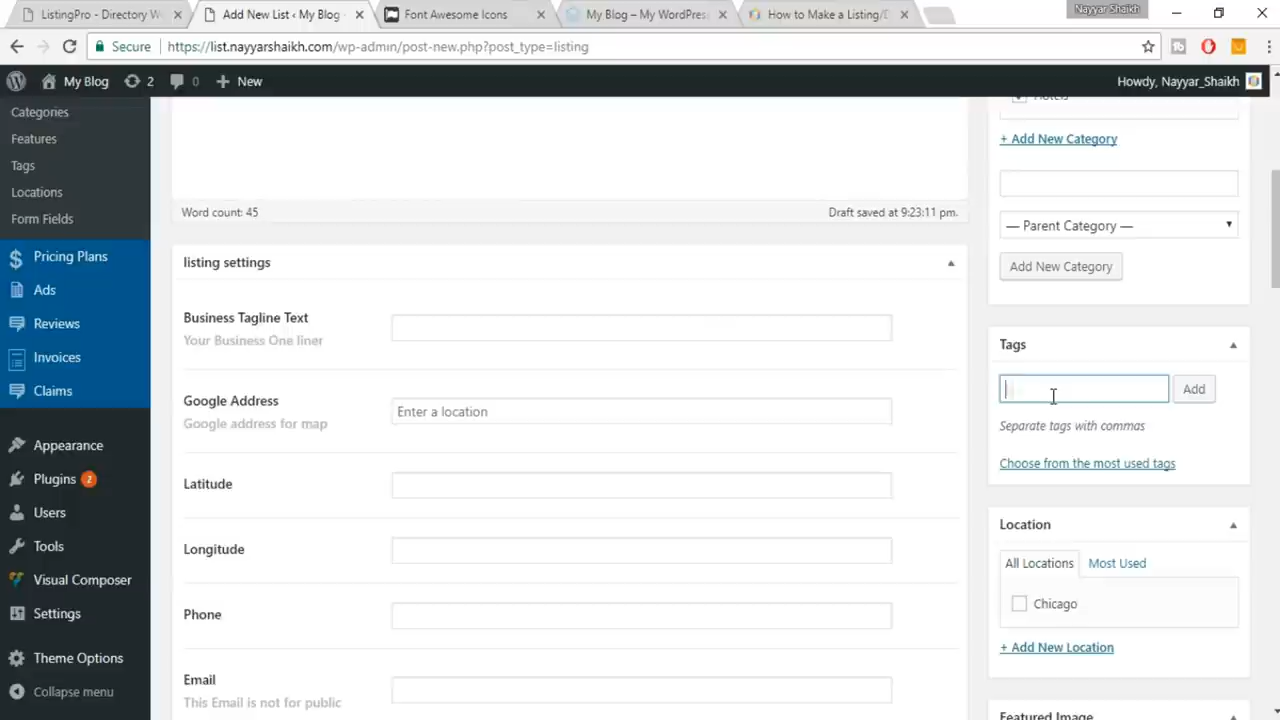 ListingPro - Directory W
Add New List ‹ My Blog
Font Awesome Icons
My Blog – My WordPress
How to Make a Listing/D
Nayyar Shaikh
Secure
https://list.nayyarshaikh.com/wp-admin/post-new.php?post_type=listing
My Blog
2
0
New
Howdy, Nayyar_Shaikh
Categories
Features
Tags
Locations
Form Fields
Pricing Plans
Ads
Reviews
Invoices
Claims
Appearance
Plugins 2
Users
Tools
Visual Composer
Settings
Theme Options
Collapse menu
Word count: 45
Draft saved at 9:23:11 pm.
listing settings
Business Tagline Text
Your Business One liner
Google Address
Google address for map
Enter a location
Latitude
Longitude
Phone
Email
This Email is not for public
Hotels
+ Add New Category
— Parent Category —
Add New Category
Tags
Add
Separate tags with commas
Choose from the most used tags
Location
All Locations
Most Used
Chicago
+ Add New Location
Featured Image